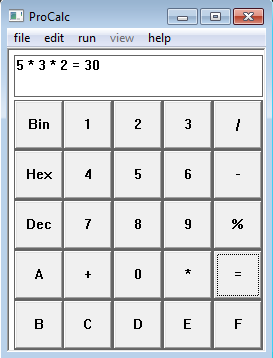 ProCalc
file edit run view help
5 * 3 * 2 = 30
Bin 1 2 3 /
Hex 4 5 6 -
Dec 7 8 9 %
A + 0 * =
B C D E F